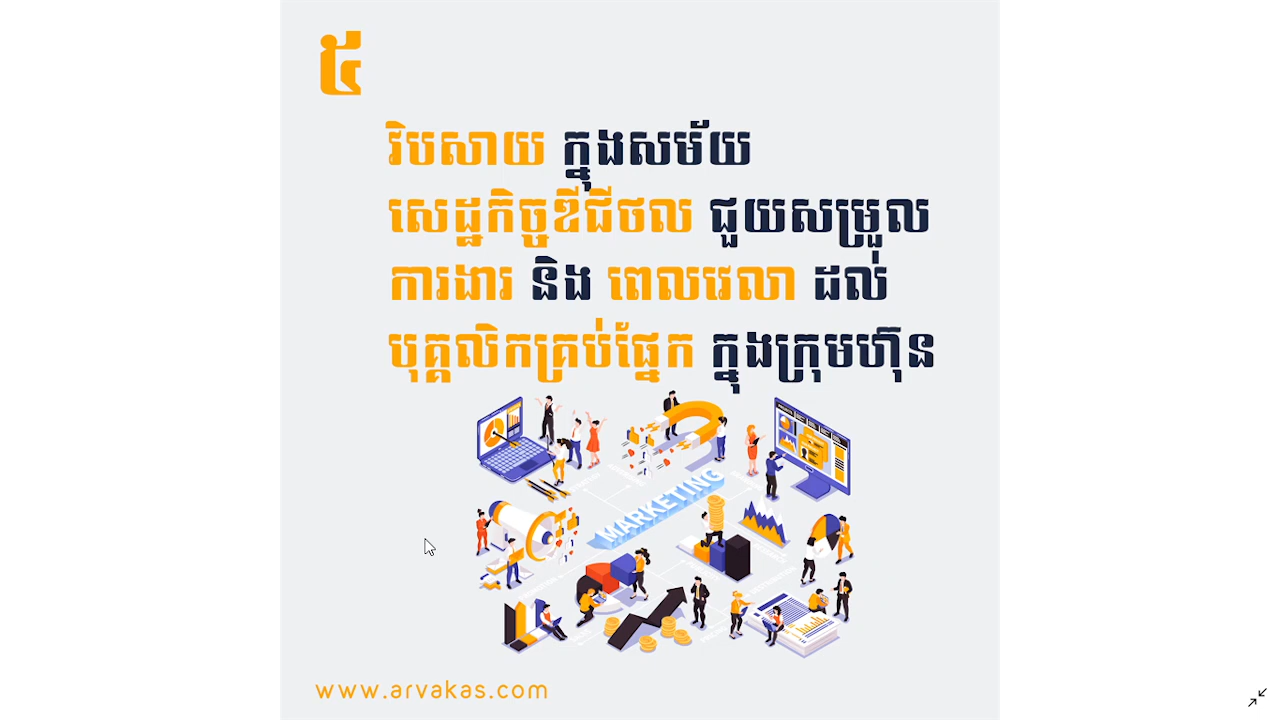 ៥
វិបសាយ ក្នុងសម័យ
សេដ្ឋកិច្ចឌីជីថល ជួយសម្រួល
ការងារ និង ពេលវេលា ដល់
បុគ្គលិកគ្រប់ផ្នែក ក្នុងក្រុមហ៊ុន
MARKETING
www.arvakas.com